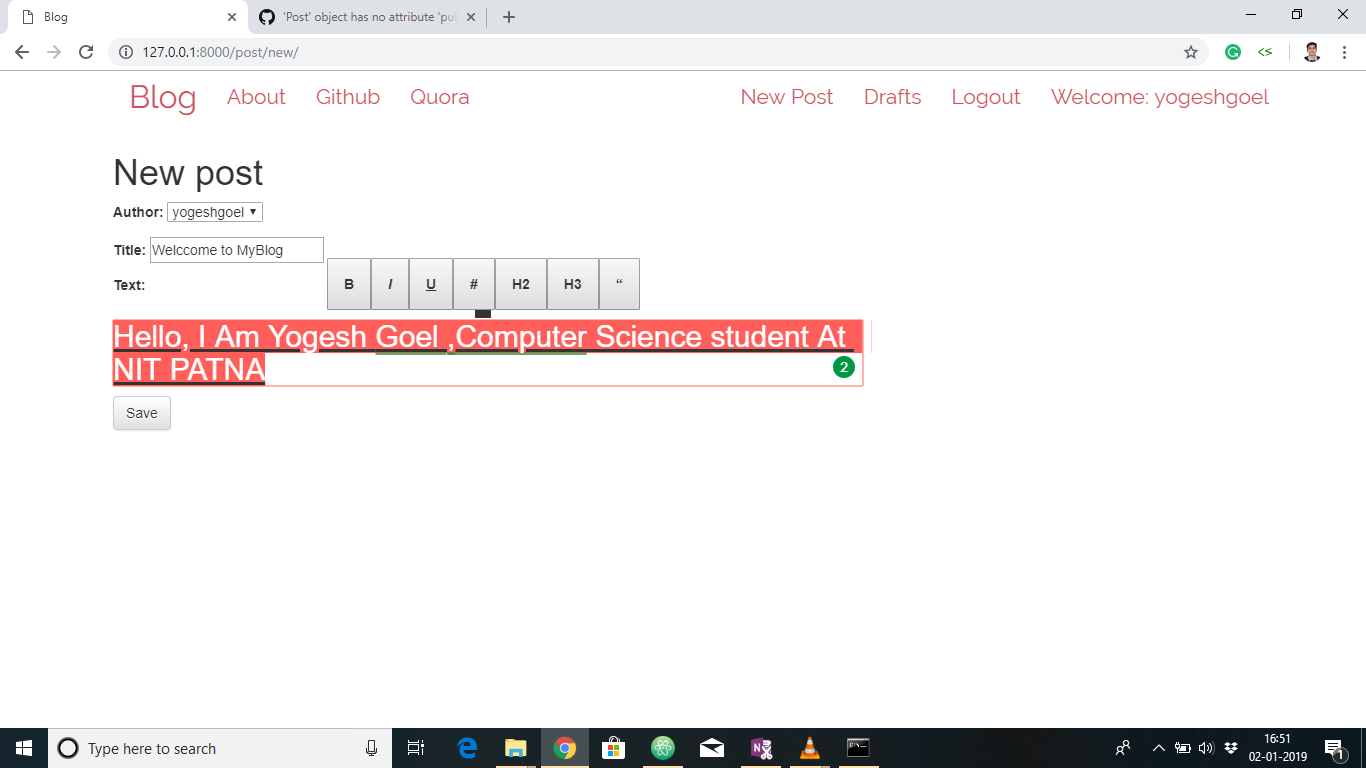 Blog
'Post' object has no attribute 'pu
127.0.0.1:8000/post/new/
Blog About Github Quora New Post Drafts Logout Welcome: yogeshgoel
New post
Author: yogeshgoel
Title: Welccome to MyBlog
Text:
B I U # H2 H3 “
Hello, I Am Yogesh Goel ,Computer Science student At
NIT PATNA
2
Save
Type here to search
16:51
02-01-2019
1